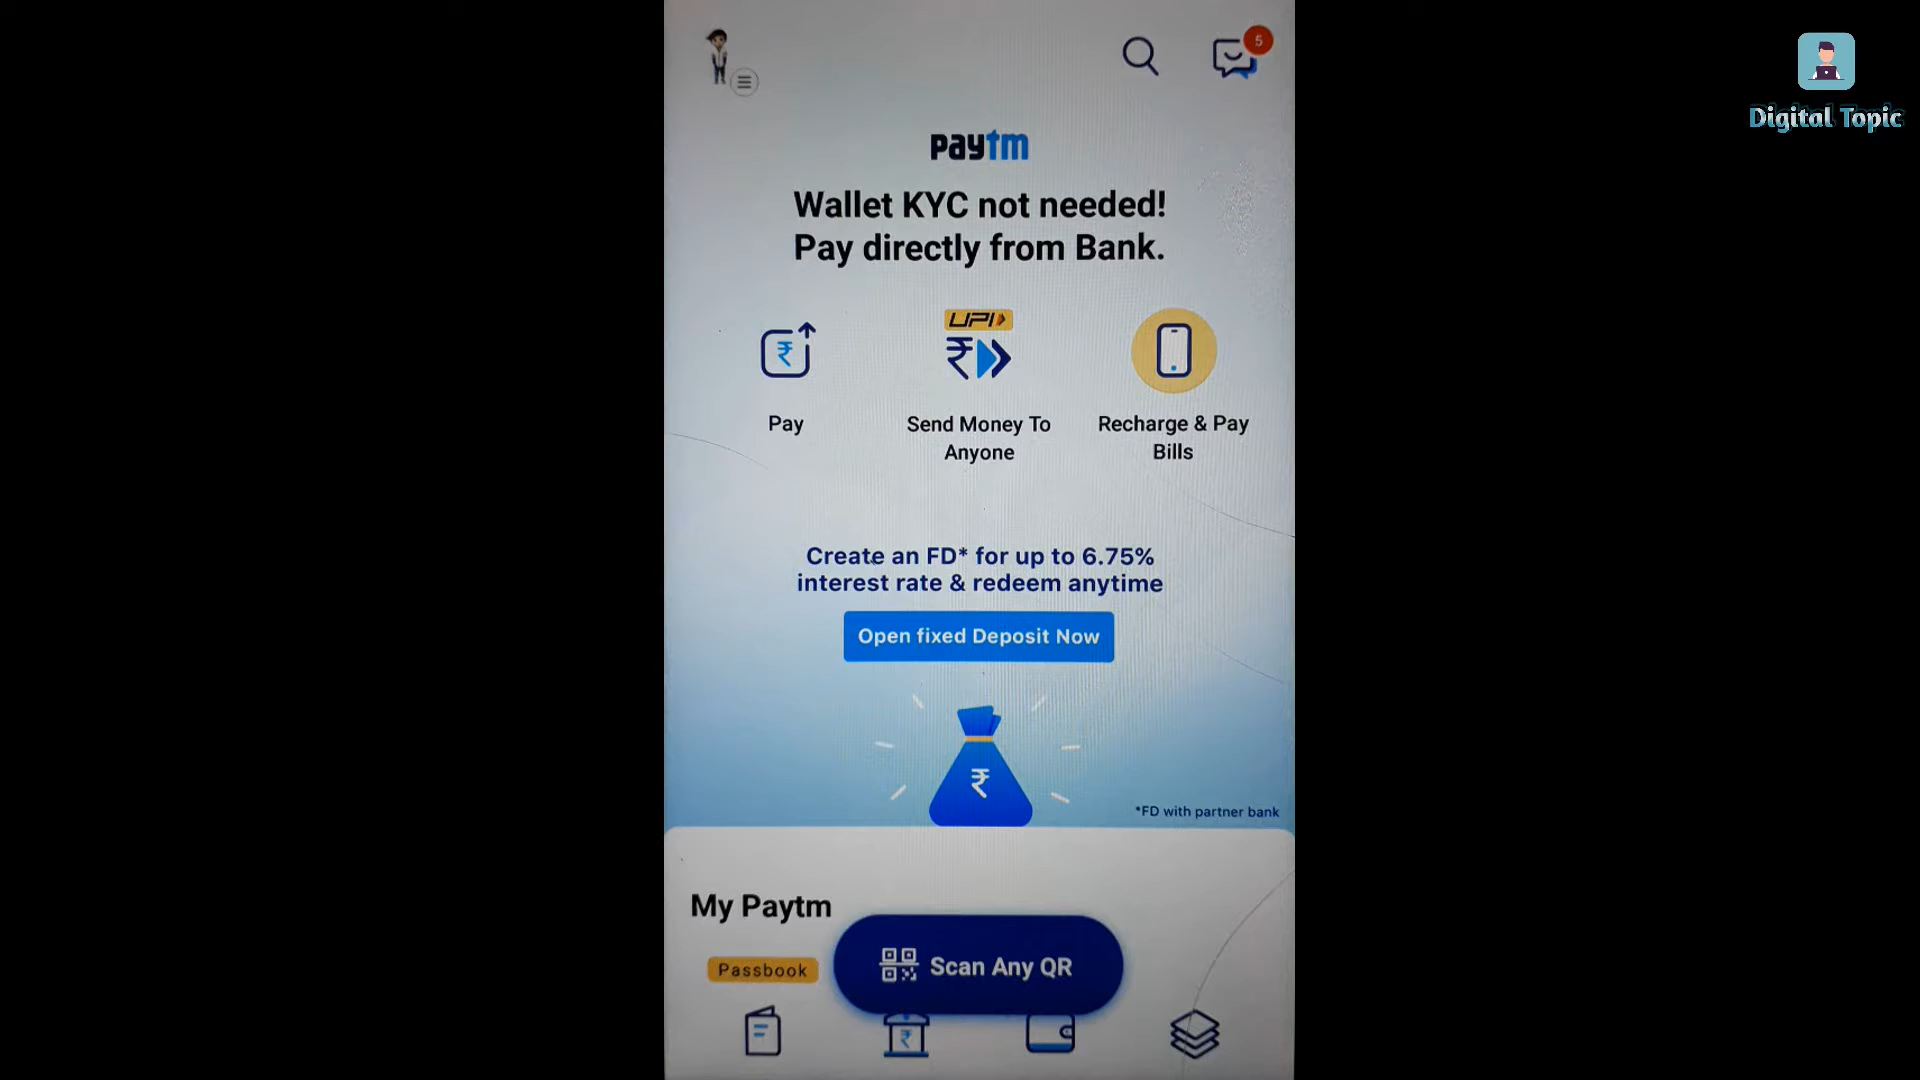 5
Digital Topic
paytm
Wallet KYC not needed!
Pay directly from Bank.
UPI
₹
₹
Pay
Send Money To
Anyone
Recharge & Pay
Bills
Create an FD* for up to 6.75%
interest rate & redeem anytime
Open fixed Deposit Now
₹
*FD with partner bank
My Paytm
Passbook
Scan Any QR
₹